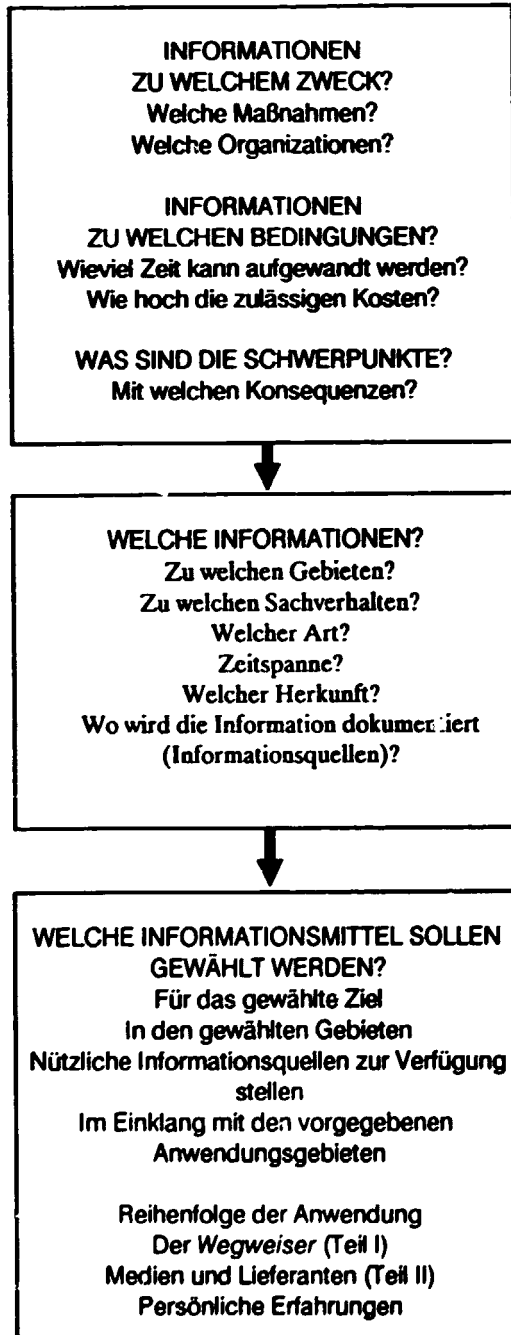 INFORMATIONEN
ZU WELCHEM ZWECK?
Welche Maßnahmen?
Welche Organizationen?
INFORMATIONEN
ZU WELCHEN BEDINGUNGEN?
Wieviel Zeit kann aufgewandt werden?
Wie hoch die zulässigen Kosten?
WAS SIND DIE SCHWERPUNKTE?
Mit welchen Konsequenzen?
WELCHE INFORMATIONEN?
Zu welchen Gebieten?
Zu welchen Sachverhalten?
Welcher Art?
Zeitspanne?
Welcher Herkunft?
Wo wird die Information dokumentiert
(Informationsquellen)?
WELCHE INFORMATIONSMITTEL SOLLEN
GEWÄHLT WERDEN?
Für das gewählte Ziel
In den gewählten Gebieten
Nützliche Informationsquellen zur Verfügung
stellen
Im Einklang mit den vorgegebenen
Anwendungsgebieten
Reihenfolge der Anwendung
Der Wegweiser (Teil I)
Medien und Lieferanten (Teil II)
Persönliche Erfahrungen